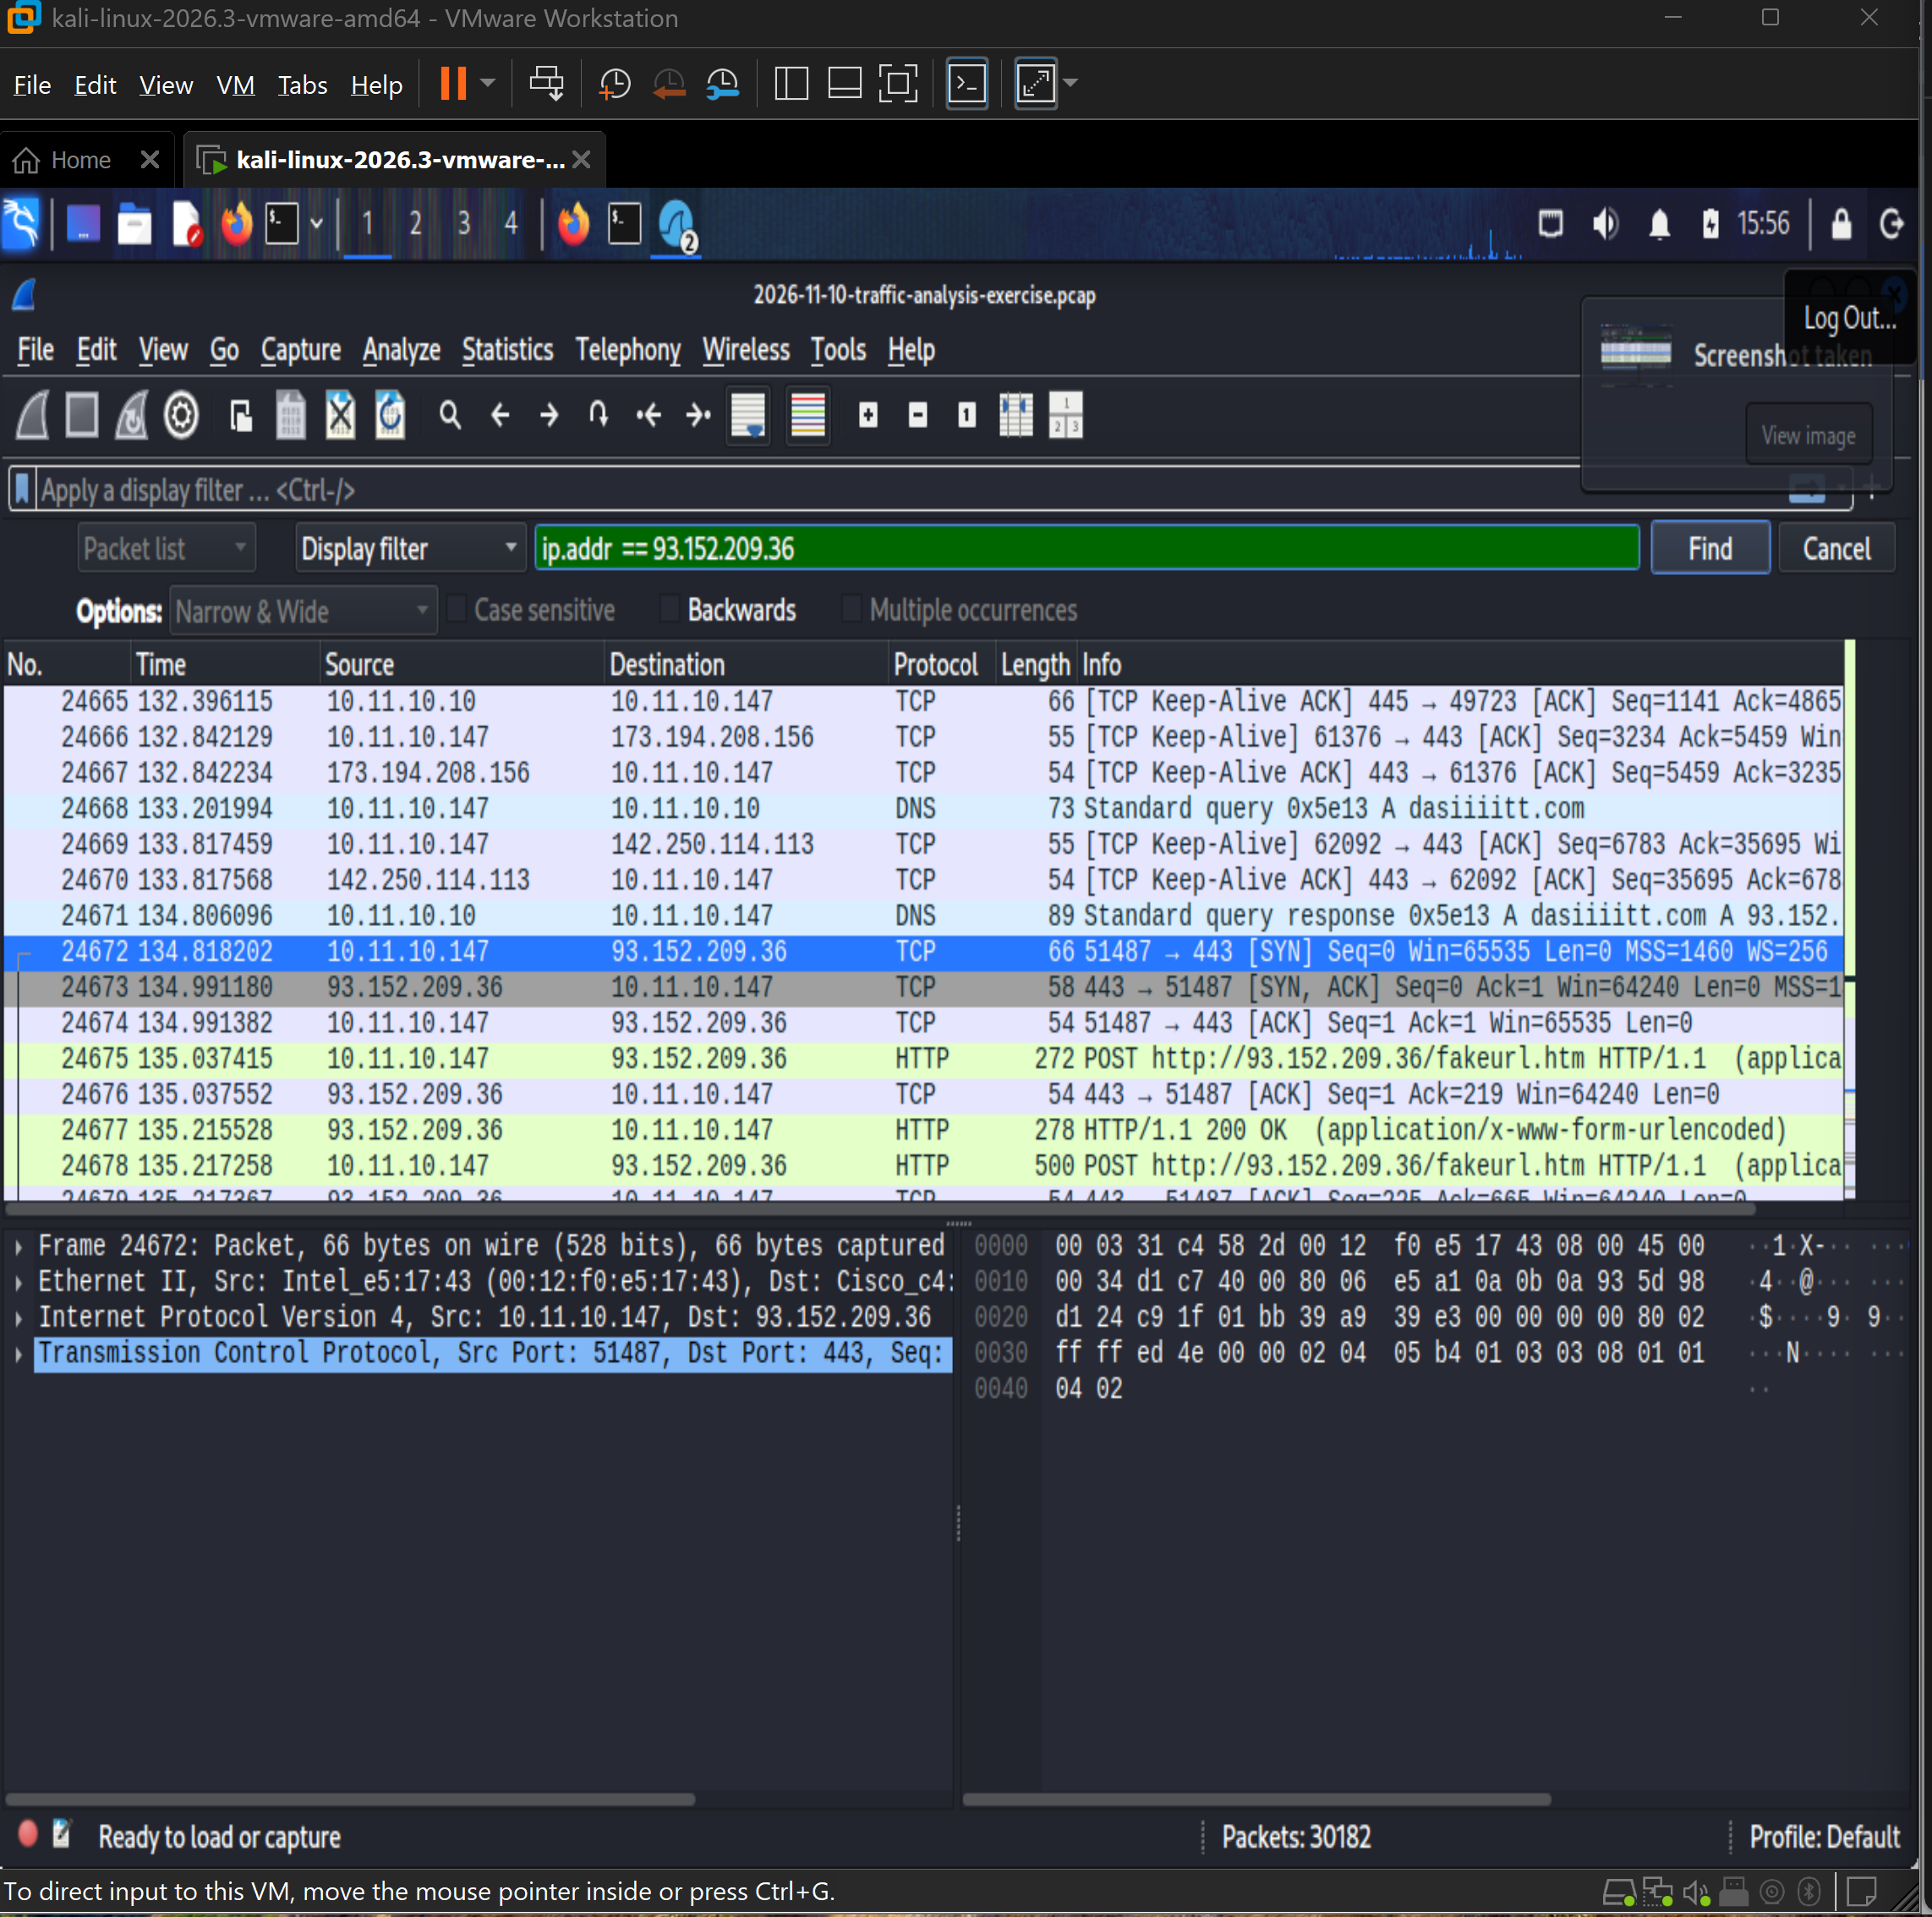 kali-linux-2026.3-vmware-amd64 - VMware Workstation
File Edit View VM Tabs Help
Home kali-linux-2026.3-vmware-...
1 2 3 4 2 15:56
2026-11-10-traffic-analysis-exercise.pcap
Log Out...
File Edit View Go Capture Analyze Statistics Telephony Wireless Tools Help
Screenshot taken
View image
Apply a display filter ... <Ctrl-/>
Packet list Display filter ip.addr == 93.152.209.36 Find Cancel
Options: Narrow & Wide Case sensitive Backwards Multiple occurrences
No. Time Source Destination Protocol Length Info
24665 132.396115 10.11.10.10 10.11.10.147 TCP 66 [TCP Keep-Alive ACK] 445 → 49723 [ACK] Seq=1141 Ack=4865
24666 132.842129 10.11.10.147 173.194.208.156 TCP 55 [TCP Keep-Alive] 61376 → 443 [ACK] Seq=3234 Ack=5459 Win
24667 132.842234 173.194.208.156 10.11.10.147 TCP 54 [TCP Keep-Alive ACK] 443 → 61376 [ACK] Seq=5459 Ack=3235
24668 133.201994 10.11.10.147 10.11.10.10 DNS 73 Standard query 0x5e13 A dasiiiitt.com
24669 133.817459 10.11.10.147 142.250.114.113 TCP 55 [TCP Keep-Alive] 62092 → 443 [ACK] Seq=6783 Ack=35695 Wi
24670 133.817568 142.250.114.113 10.11.10.147 TCP 54 [TCP Keep-Alive ACK] 443 → 62092 [ACK] Seq=35695 Ack=678
24671 134.806096 10.11.10.10 10.11.10.147 DNS 89 Standard query response 0x5e13 A dasiiiitt.com A 93.152.
24672 134.818202 10.11.10.147 93.152.209.36 TCP 66 51487 → 443 [SYN] Seq=0 Win=65535 Len=0 MSS=1460 WS=256
24673 134.991180 93.152.209.36 10.11.10.147 TCP 58 443 → 51487 [SYN, ACK] Seq=0 Ack=1 Win=64240 Len=0 MSS=1
24674 134.991382 10.11.10.147 93.152.209.36 TCP 54 51487 → 443 [ACK] Seq=1 Ack=1 Win=65535 Len=0
24675 135.037415 10.11.10.147 93.152.209.36 HTTP 272 POST http://93.152.209.36/fakeurl.htm HTTP/1.1 (applica
24676 135.037552 93.152.209.36 10.11.10.147 TCP 54 443 → 51487 [ACK] Seq=1 Ack=219 Win=64240 Len=0
24677 135.215528 93.152.209.36 10.11.10.147 HTTP 278 HTTP/1.1 200 OK (application/x-www-form-urlencoded)
24678 135.217258 10.11.10.147 93.152.209.36 HTTP 500 POST http://93.152.209.36/fakeurl.htm HTTP/1.1 (applica
24679 135.217367 93.152.209.36 10.11.10.147 TCP 54 443 → 51487 [ACK] Seq=225 Ack=665 Win=64240 Len=0
Frame 24672: Packet, 66 bytes on wire (528 bits), 66 bytes captured
Ethernet II, Src: Intel_e5:17:43 (00:12:f0:e5:17:43), Dst: Cisco_c4:
Internet Protocol Version 4, Src: 10.11.10.147, Dst: 93.152.209.36
Transmission Control Protocol, Src Port: 51487, Dst Port: 443, Seq:
0000 00 03 31 c4 58 2d 00 12 f0 e5 17 43 08 00 45 00 ··1·X-·· ···
0010 00 34 d1 c7 40 00 80 06 e5 a1 0a 0b 0a 93 5d 98 ·4··@··· ···
0020 d1 24 c9 1f 01 bb 39 a9 39 e3 00 00 00 00 80 02 ·$····9· 9··
0030 ff ff ed 4e 00 00 02 04 05 b4 01 03 03 08 01 01 ···N···· ···
0040 04 02 ··
Ready to load or capture Packets: 30182 Profile: Default
To direct input to this VM, move the mouse pointer inside or press Ctrl+G.